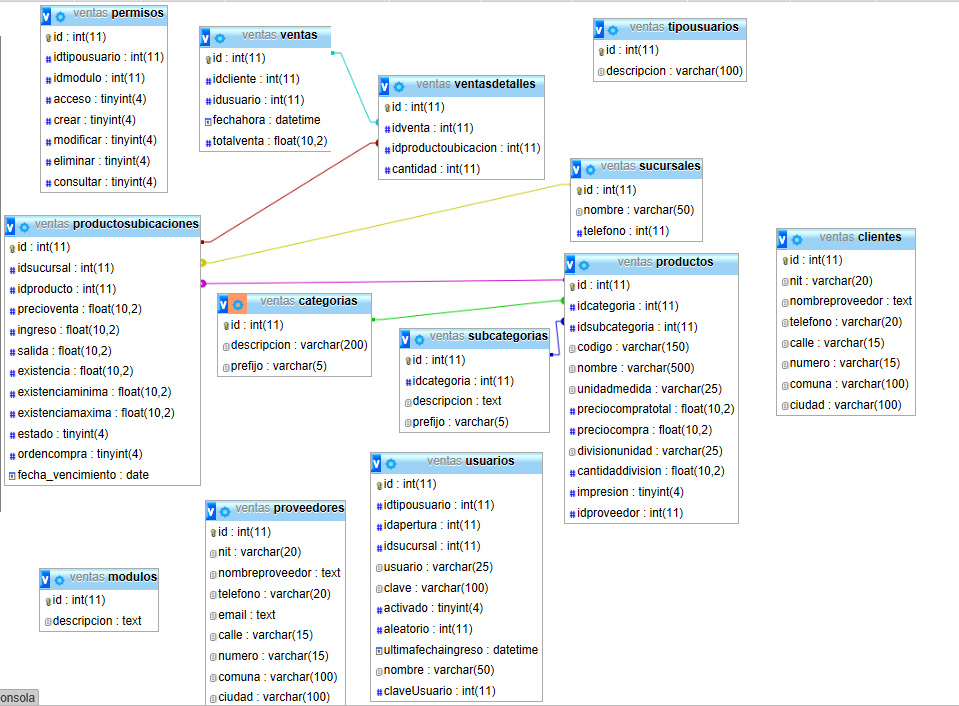 ventas permisos
id : int(11)
idtipousuario : int(11)
idmodulo : int(11)
acceso : tinyint(4)
crear : tinyint(4)
modificar : tinyint(4)
eliminar : tinyint(4)
consultar : tinyint(4)
ventas ventas
id : int(11)
idcliente : int(11)
idusuario : int(11)
fechahora : datetime
totalventa : float(10,2)
ventas ventasdetalles
id : int(11)
idventa : int(11)
idproductoubicacion : int(11)
cantidad : int(11)
ventas tipousuarios
id : int(11)
descripcion : varchar(100)
ventas sucursales
id : int(11)
nombre : varchar(50)
telefono : int(11)
ventas productosubicaciones
id : int(11)
idsucursal : int(11)
idproducto : int(11)
precioventa : float(10,2)
ingreso : float(10,2)
salida : float(10,2)
existencia : float(10,2)
existenciaminima : float(10,2)
existenciamaxima : float(10,2)
estado : tinyint(4)
ordencompra : tinyint(4)
fecha_vencimiento : date
ventas categorias
id : int(11)
descripcion : varchar(200)
prefijo : varchar(5)
ventas subcategorias
id : int(11)
idcategoria : int(11)
descripcion : text
prefijo : varchar(5)
ventas productos
id : int(11)
idcategoria : int(11)
idsubcategoria : int(11)
codigo : varchar(150)
nombre : varchar(500)
unidadmedida : varchar(25)
preciocompratotal : float(10,2)
preciocompra : float(10,2)
divisionunidad : varchar(25)
cantidaddivision : float(10,2)
impresion : tinyint(4)
idproveedor : int(11)
ventas clientes
id : int(11)
nit : varchar(20)
nombreproveedor : text
telefono : varchar(20)
calle : varchar(15)
numero : varchar(15)
comuna : varchar(100)
ciudad : varchar(100)
ventas usuarios
id : int(11)
idtipousuario : int(11)
idapertura : int(11)
idsucursal : int(11)
usuario : varchar(25)
clave : varchar(100)
activado : tinyint(4)
aleatorio : int(11)
ultimafechaingreso : datetime
nombre : varchar(50)
claveUsuario : int(11)
ventas proveedores
id : int(11)
nit : varchar(20)
nombreproveedor : text
telefono : varchar(20)
email : text
calle : varchar(15)
numero : varchar(15)
comuna : varchar(100)
ciudad : varchar(100)
ventas modulos
id : int(11)
descripcion : text
onsola